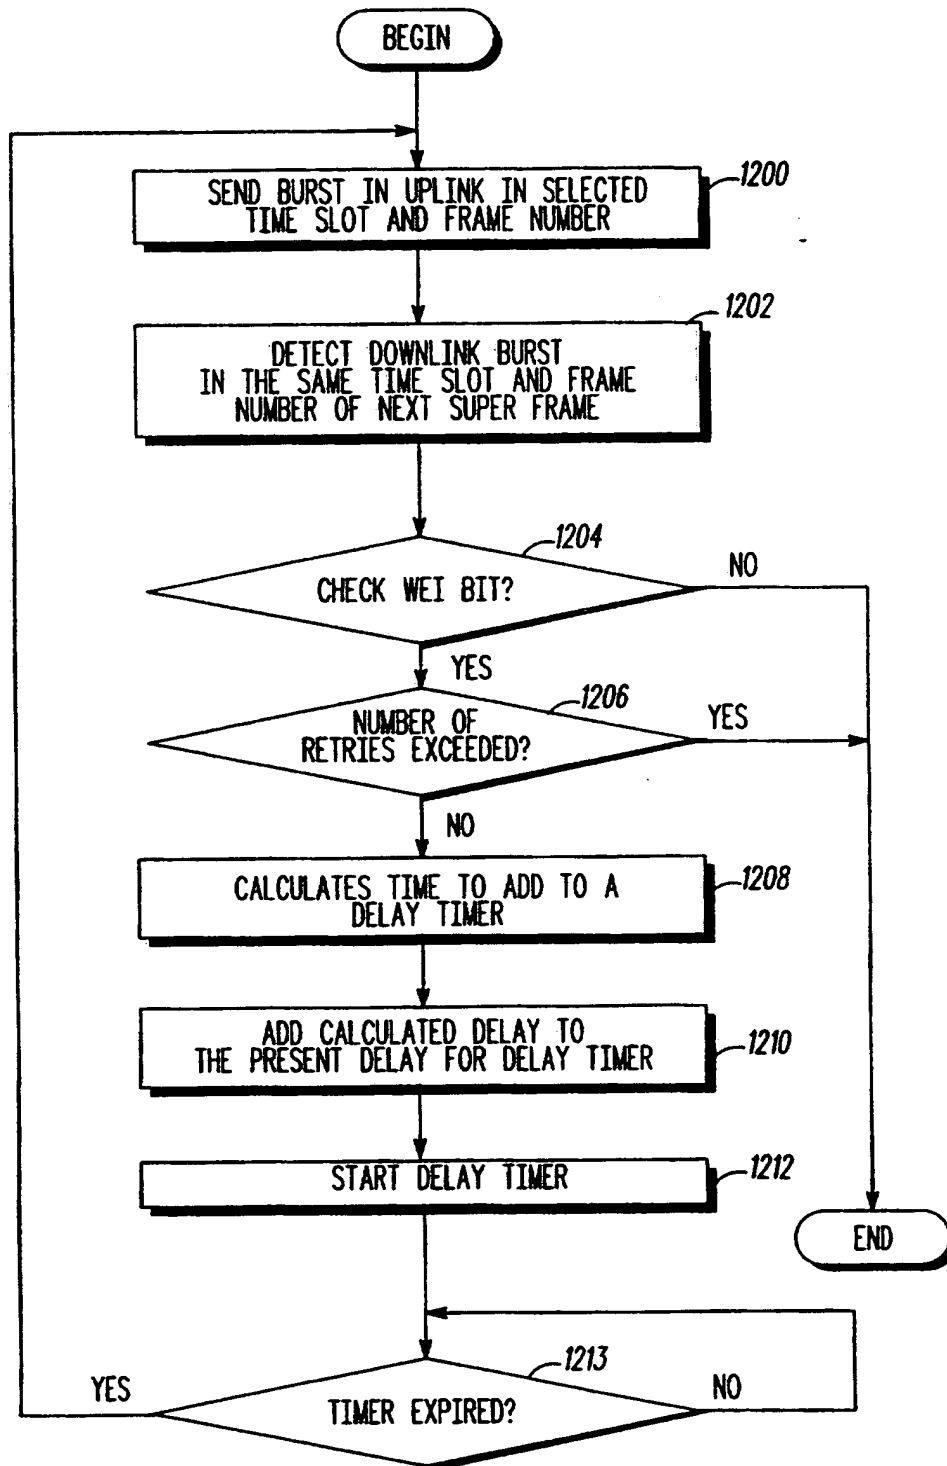 BEGIN
SEND BURST IN UPLINK IN SELECTED
TIME SLOT AND FRAME NUMBER
1200
DETECT DOWNLINK BURST
IN THE SAME TIME SLOT AND FRAME
NUMBER OF NEXT SUPER FRAME
1202
CHECK WEI BIT?
1204
NO
YES
NUMBER OF
RETRIES EXCEEDED?
1206
YES
NO
CALCULATES TIME TO ADD TO A
DELAY TIMER
1208
ADD CALCULATED DELAY TO
THE PRESENT DELAY FOR DELAY TIMER
1210
START DELAY TIMER
1212
END
TIMER EXPIRED?
1213
YES
NO